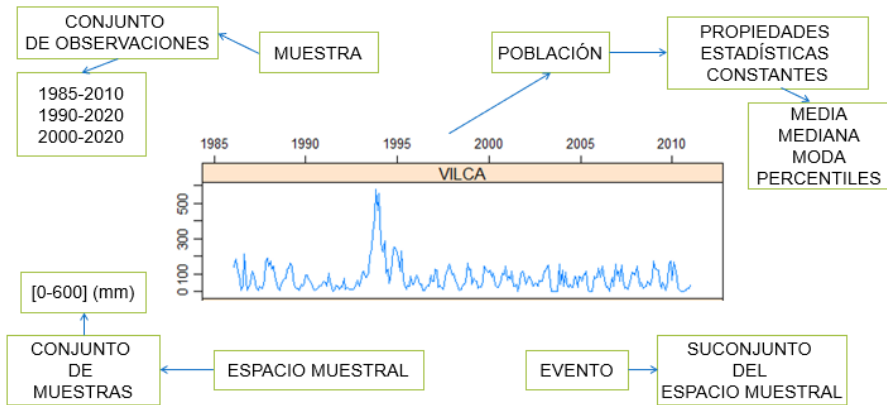 CONJUNTO
DE OBSERVACIONES
MUESTRA
POBLACIÓN
PROPIEDADES
ESTADÍSTICAS
CONSTANTES
1985-2010
1990-2020
2000-2020
MEDIA
MEDIANA
MODA
PERCENTILES
1985 1990 1995 2000 2005 2010
VILCA
500
300
0 100
[0-600] (mm)
CONJUNTO
DE
MUESTRAS
ESPACIO MUESTRAL
EVENTO
SUCONJUNTO
DEL
ESPACIO MUESTRAL